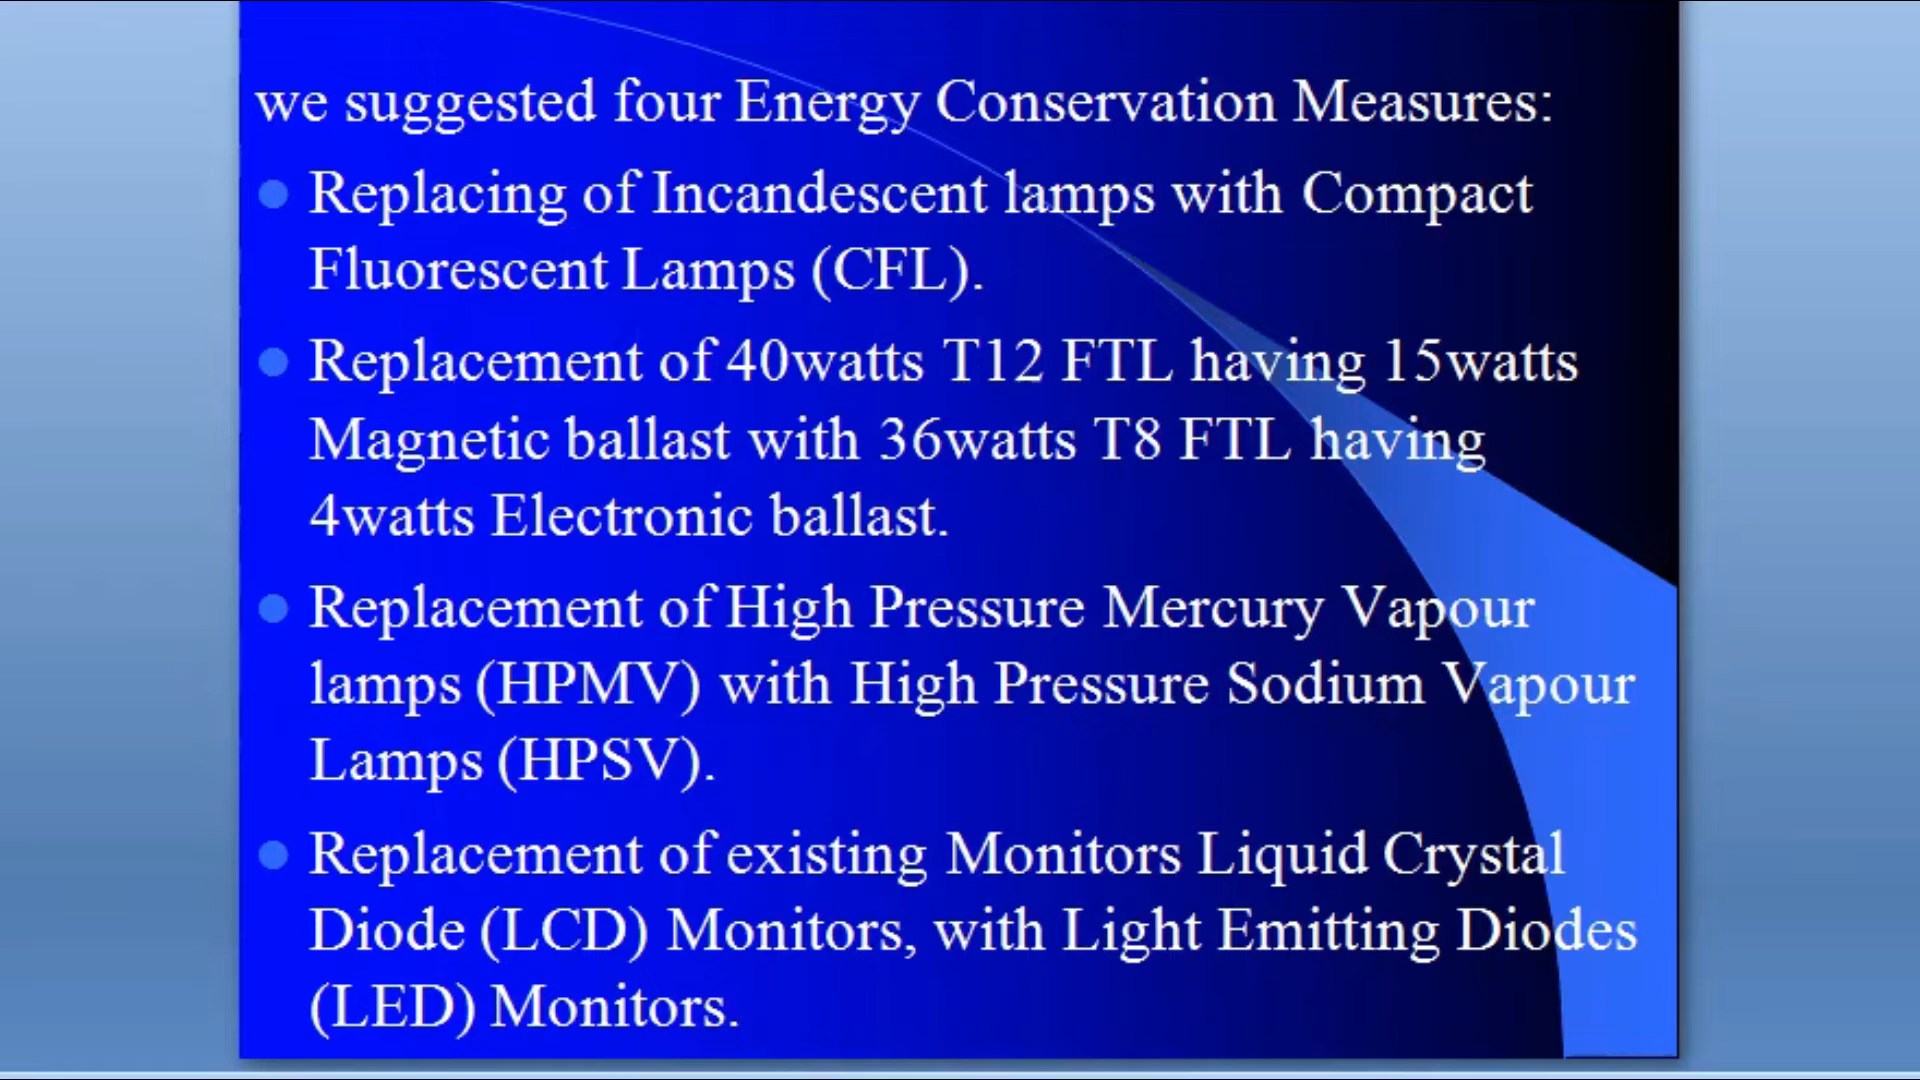 we suggested four Energy Conservation Measures:
Replacing of Incandescent lamps with Compact
Fluorescent Lamps (CFL).
Replacement of 40watts T12 FTL having 15watts
Magnetic ballast with 36watts T8 FTL having
4watts Electronic ballast.
Replacement of High Pressure Mercury Vapour
lamps (HPMV) with High Pressure Sodium Vapour
Lamps (HPSV).
Replacement of existing Monitors Liquid Crystal
Diode (LCD) Monitors, with Light Emitting Diodes
(LED) Monitors.